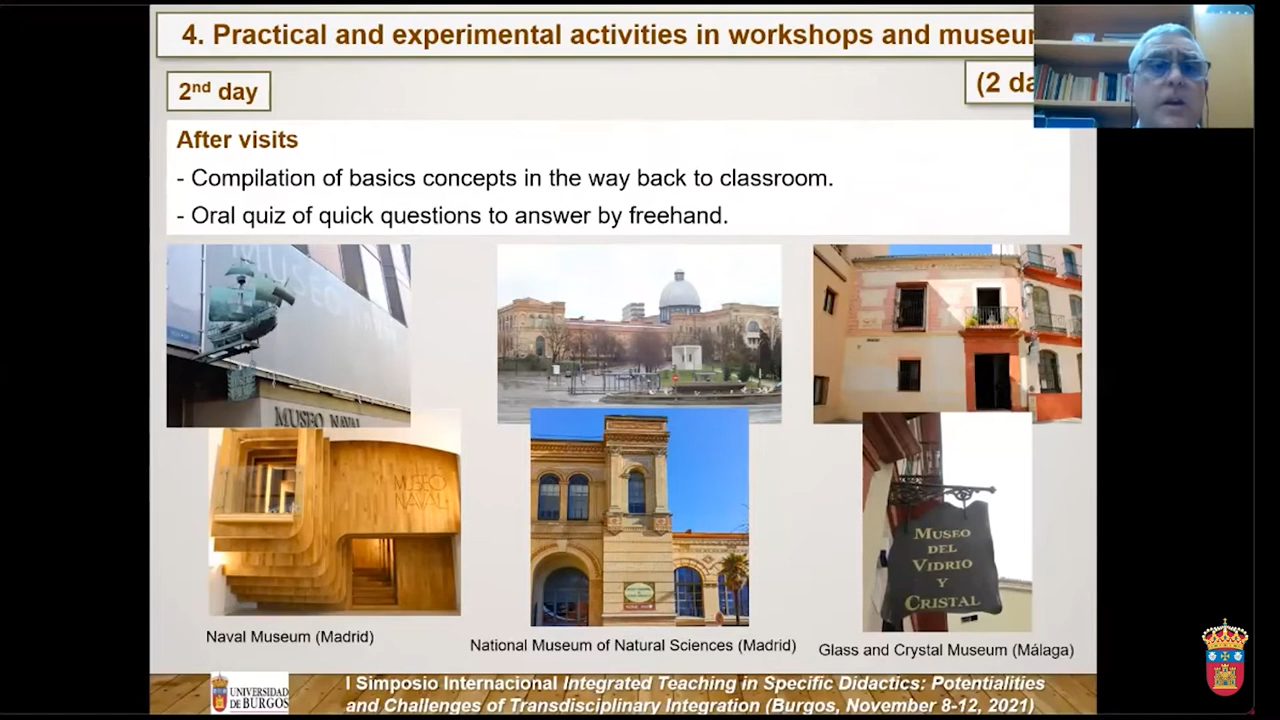 4. Practical and experimental activities in workshops and museum
2nd day
(2 da
After visits
- Compilation of basics concepts in the way back to classroom.
- Oral quiz of quick questions to answer by freehand.
MUSEO NAVAL
MUSEO
NAVAL
MUSEO
DEL
VIDRIO
Y
CRISTAL
Naval Museum (Madrid)
National Museum of Natural Sciences (Madrid)
Glass and Crystal Museum (Málaga)
UNIVERSIDAD
DE BURGOS
I Simposio Internacional Integrated Teaching in Specific Didactics: Potentialities
and Challenges of Transdisciplinary Integration (Burgos, November 8-12, 2021)